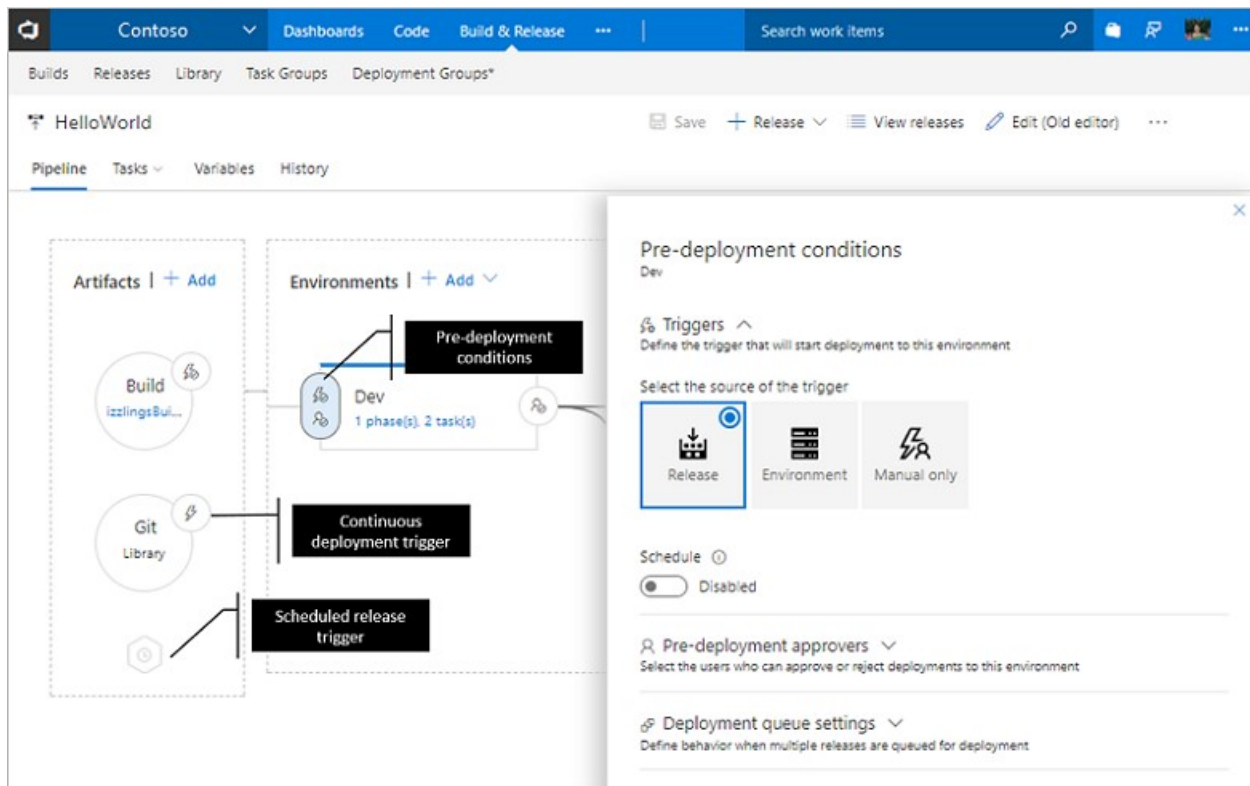 Contoso
Dashboards
Code
Build & Release
Search work items
Builds
Releases
Library
Task Groups
Deployment Groups*
HelloWorld
Save
Release
View releases
Edit (Old editor)
Pipeline
Tasks
Variables
History
Artifacts | + Add
Environments | + Add
Build
izzlingsBui...
Git
Library
Pre-deployment
conditions
Dev
1 phase(s), 2 task(s)
Continuous
deployment trigger
Scheduled release
trigger
Pre-deployment conditions
Dev
Triggers
Define the trigger that will start deployment to this environment
Select the source of the trigger
Release
Environment
Manual only
Schedule
Disabled
Pre-deployment approvers
Select the users who can approve or reject deployments to this environment
Deployment queue settings
Define behavior when multiple releases are queued for deployment